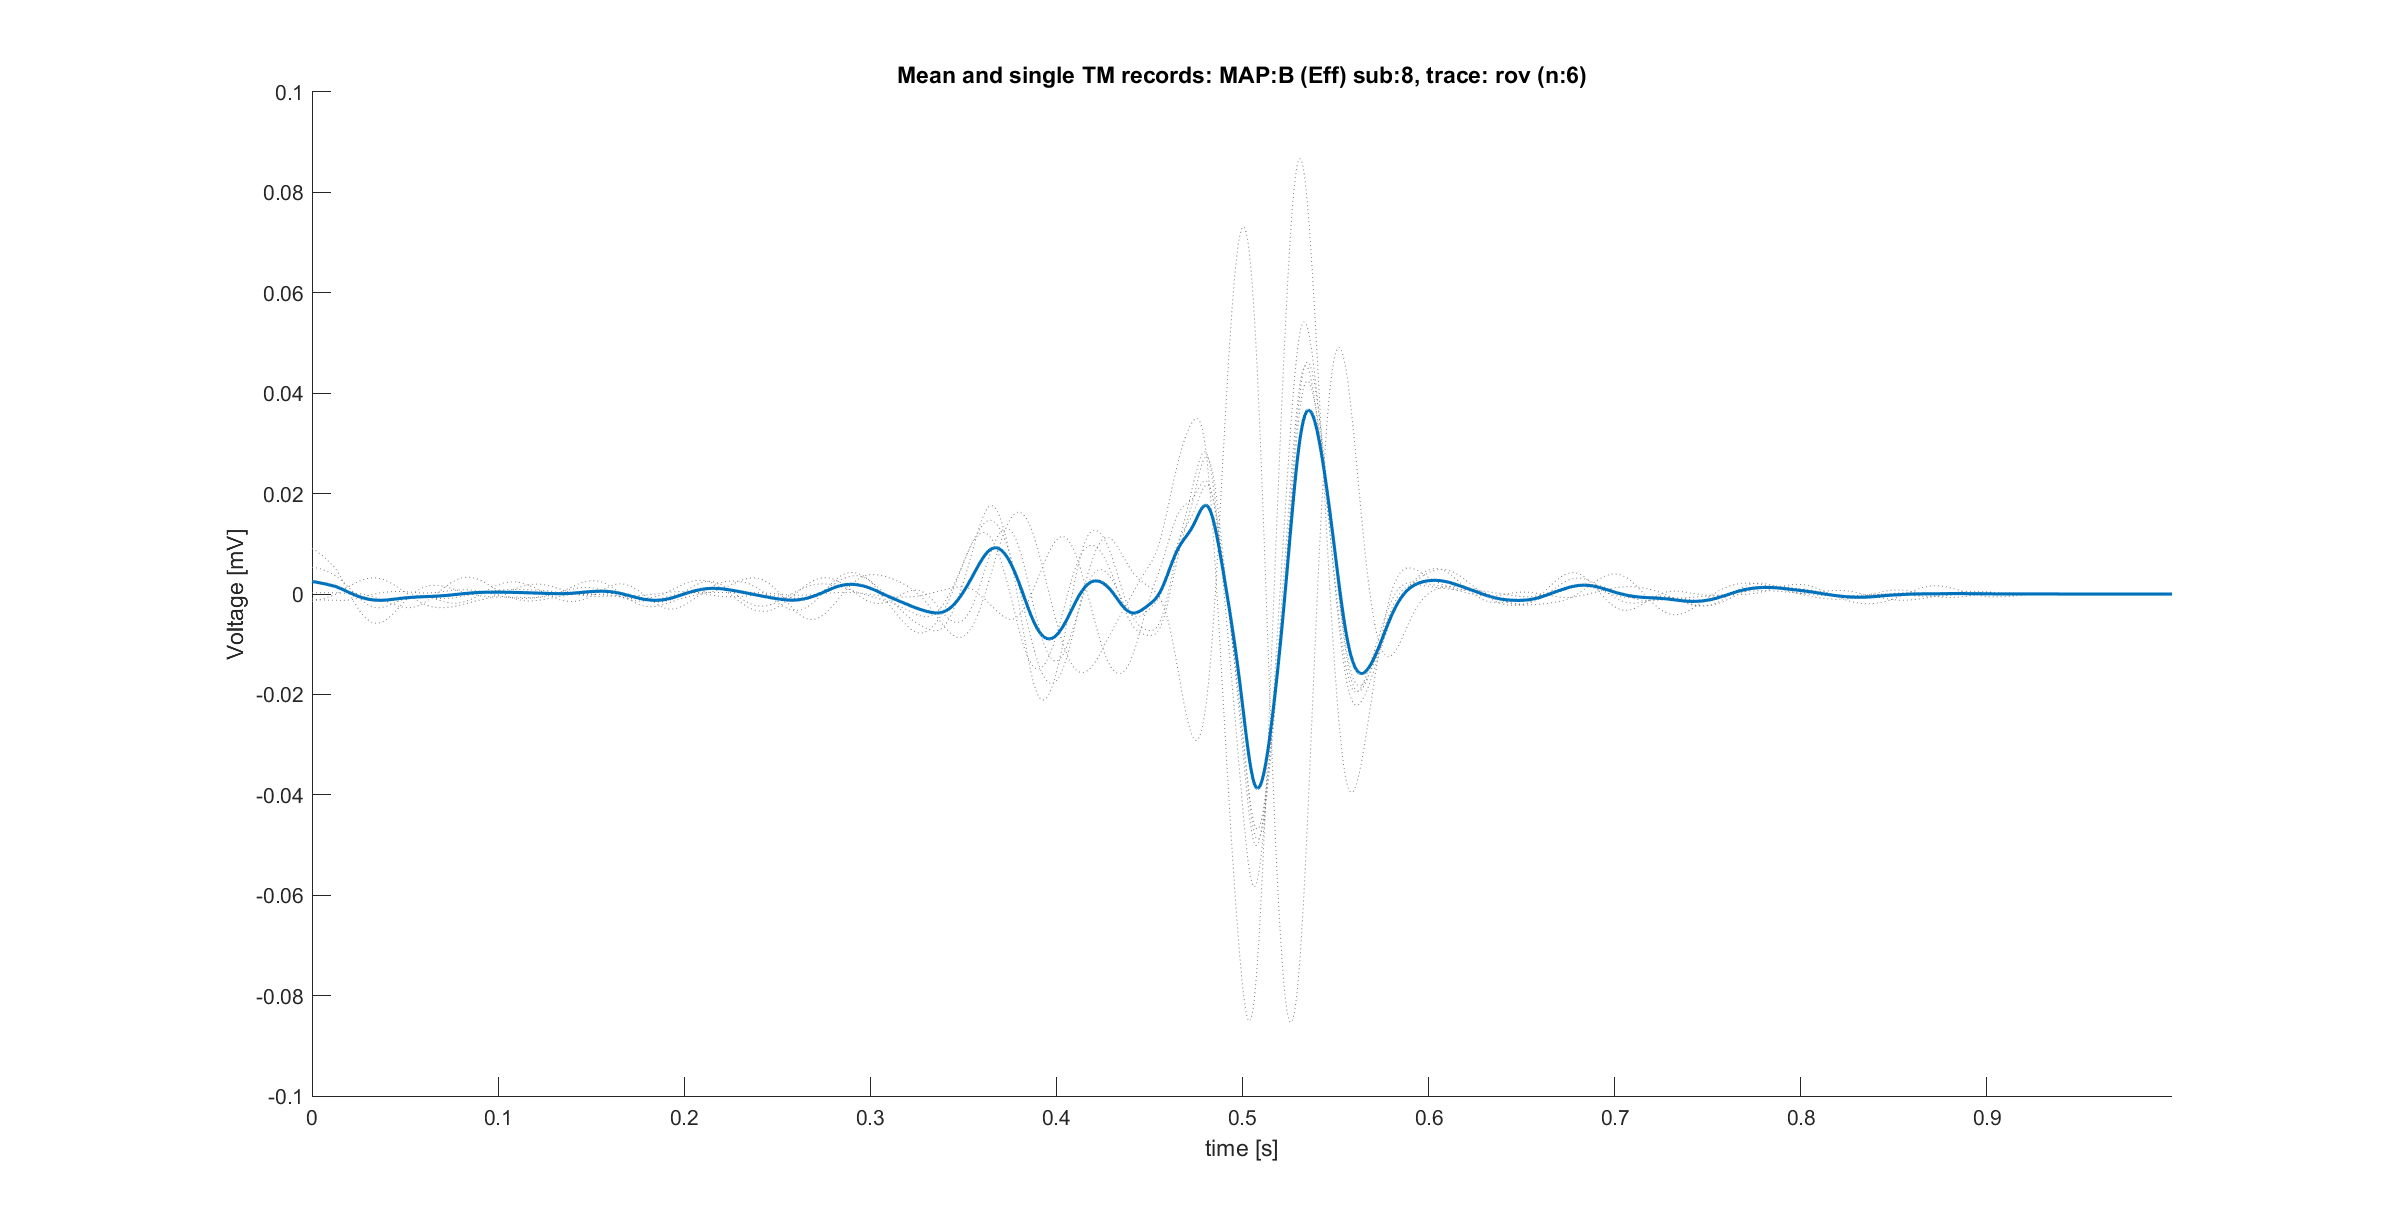 Mean and single TM records: MAP:B (Eff) sub:8, trace: rov (n:6)
0.1
0.08
0.06
0.04
0.02
0
-0.02
-0.04
-0.06
-0.08
-0.1
Voltage [mV]
0 0.1 0.2 0.3 0.4 0.5 0.6 0.7 0.8 0.9
time [s]